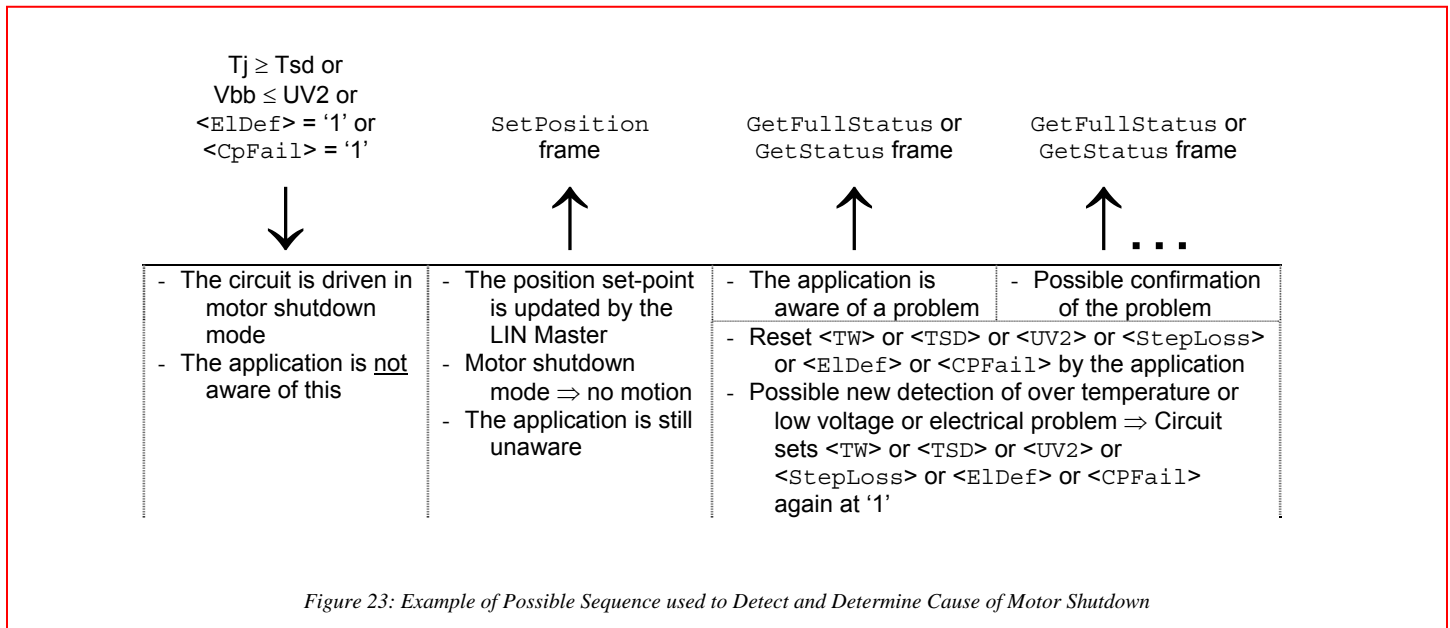 Tj ≥ Tsd or
Vbb ≤ UV2 or
<ElDef> = ‘1’ or
<CpFail> = ‘1’
SetPosition
frame
GetFullStatus or
GetStatus frame
GetFullStatus or
GetStatus frame
...
- The circuit is driven in
motor shutdown
mode
- The application is not
aware of this
- The position set-point
is updated by the
LIN Master
- Motor shutdown
mode ⇒ no motion
- The application is still
unaware
- The application is
aware of a problem
- Possible confirmation
of the problem
- Reset <TW> or <TSD> or <UV2> or <StepLoss>
or <ElDef> or <CPFail> by the application
- Possible new detection of over temperature or
low voltage or electrical problem ⇒ Circuit
sets <TW> or <TSD> or <UV2> or
<StepLoss> or <ElDef> or <CPFail>
again at ‘1’
Figure 23: Example of Possible Sequence used to Detect and Determine Cause of Motor Shutdown